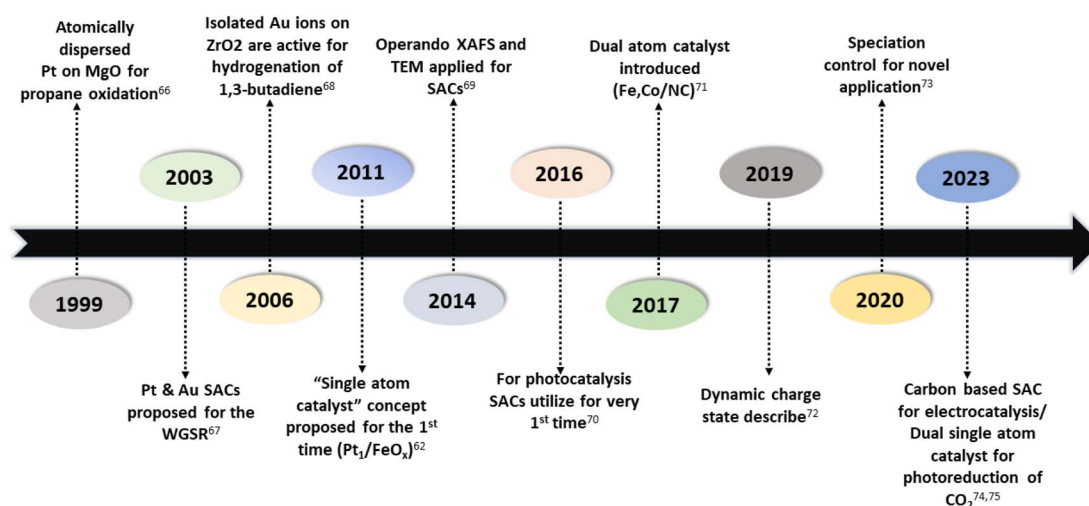 Atomically
dispersed
Pt on MgO for
propane oxidation⁶⁶
Isolated Au ions on
ZrO2 are active for
hydrogenation of
1,3-butadiene⁶⁸
Operando XAFS and
TEM applied for
SACs⁶⁹
Dual atom catalyst
introduced
(Fe,Co/NC)⁷¹
Speciation
control for novel
application⁷³
2003
2011
2016
2019
2023
1999
2006
2014
2017
2020
Pt & Au SACs
proposed for the
WGSR⁶⁷
“Single atom
catalyst” concept
proposed for the 1ˢᵗ
time (Pt₁/FeOₓ)⁶²
For photocatalysis
SACs utilize for very
1ˢᵗ time⁷⁰
Dynamic charge
state describe⁷²
Carbon based SAC
for electrocatalysis/
Dual single atom
catalyst for
photoreduction of
CO₂⁷⁴,⁷⁵